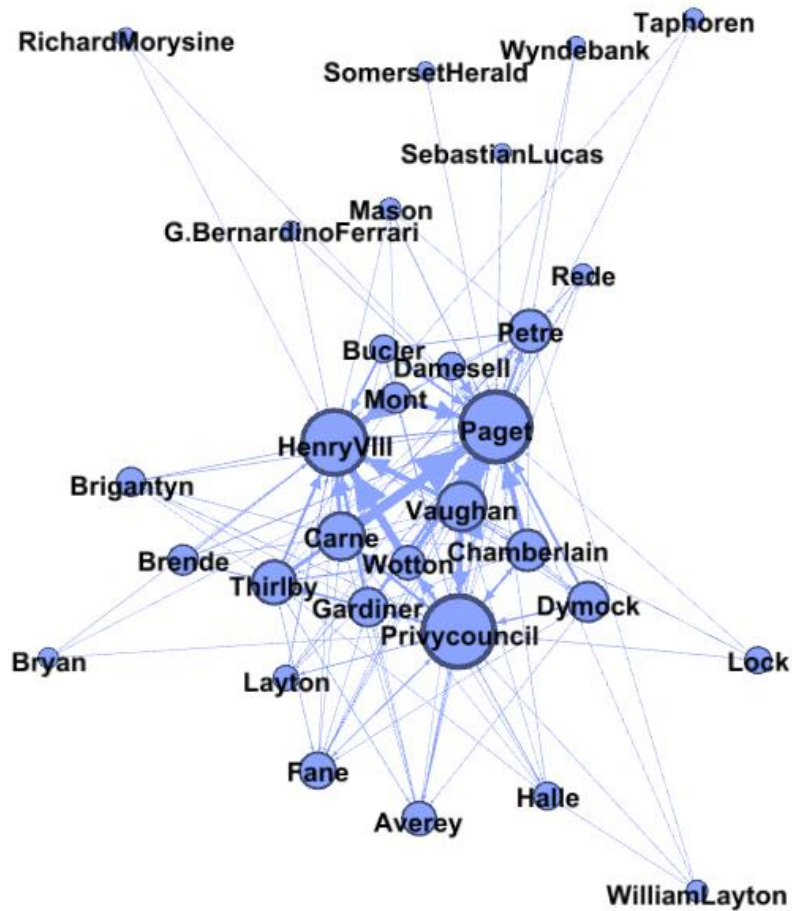 Taphoren
RichardMorysine
Wyndebank
SomersetHerald
SebastianLucas
Mason
G.BernardinoFerrari
Rede
Petre
Bucler
Damesell
Mont
Paget
HenryVIII
Brigantyn
Vaughan
Carne
Chamberlain
Brende
Wotton
Thirlby
Gardiner
Dymock
Privycouncil
Bryan
Lock
Layton
Fane
Halle
Averey
WilliamLayton